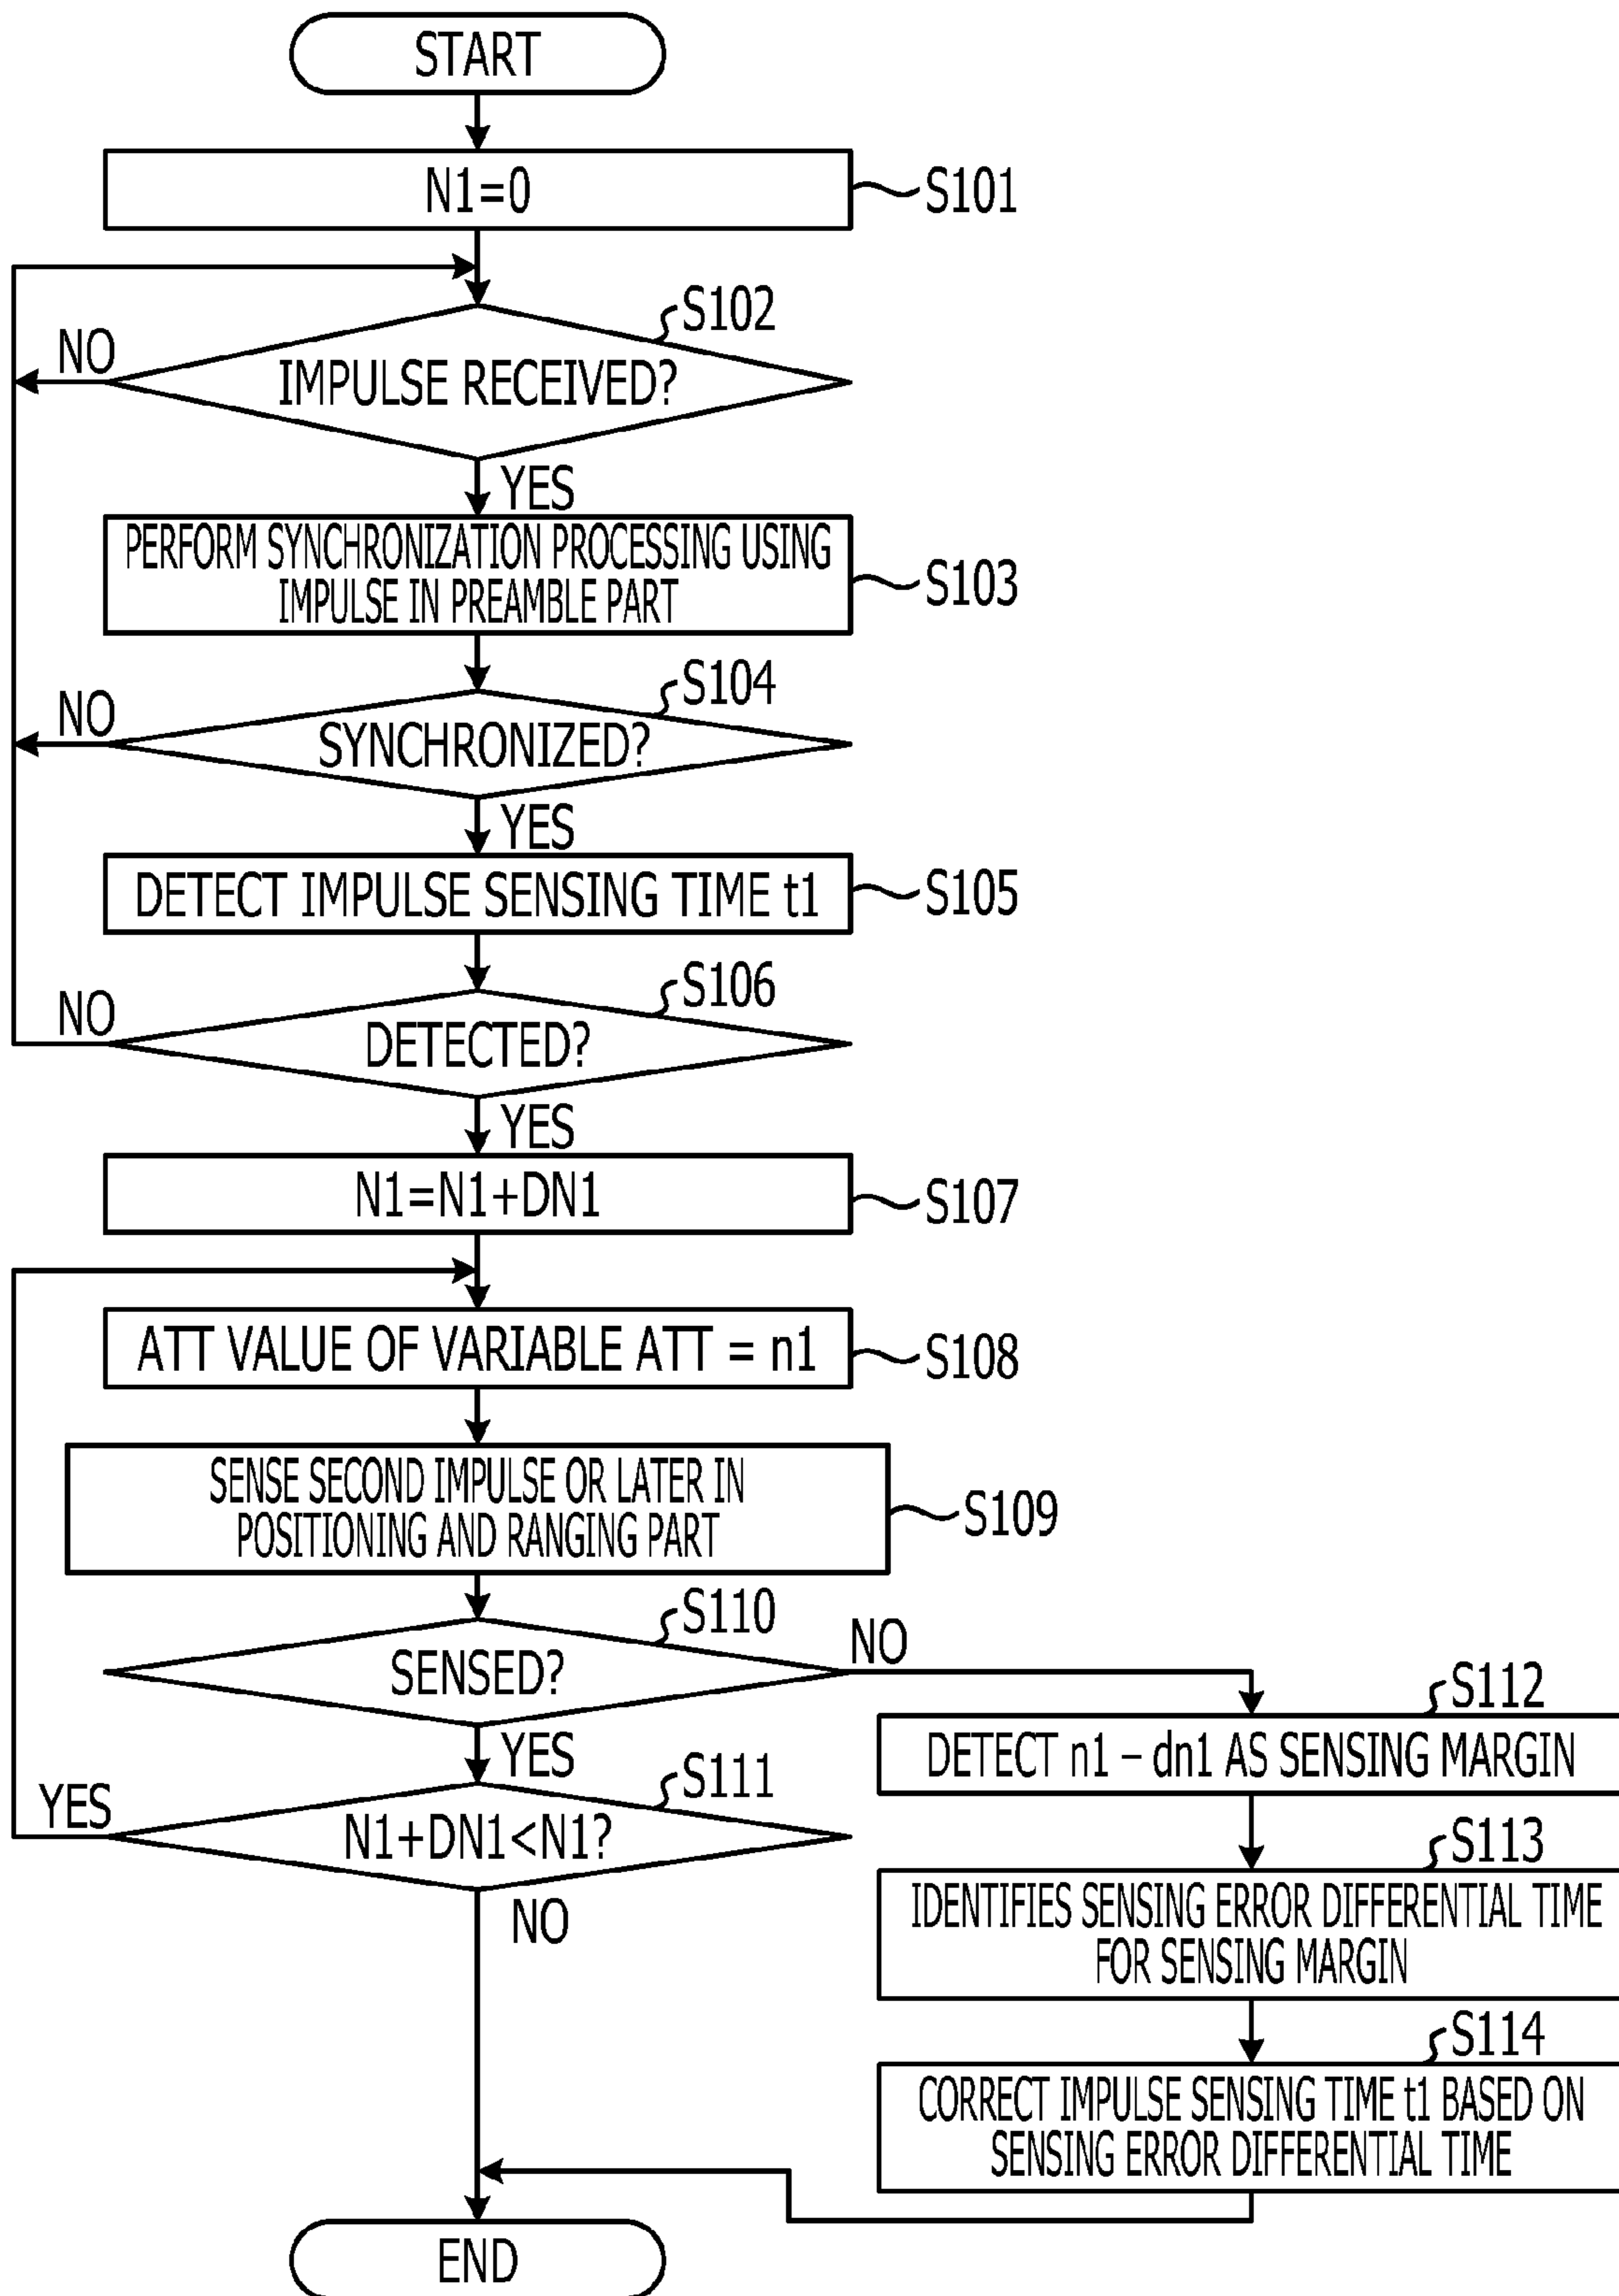 START
N1=0
S101
S102
NO
IMPULSE RECEIVED?
YES
PERFORM SYNCHRONIZATION PROCESSING USING
IMPULSE IN PREAMBLE PART
S103
S104
NO
SYNCHRONIZED?
YES
DETECT IMPULSE SENSING TIME t1
S105
S106
NO
DETECTED?
YES
N1=N1+DN1
S107
ATT VALUE OF VARIABLE ATT = n1
S108
SENSE SECOND IMPULSE OR LATER IN
POSITIONING AND RANGING PART
S109
S110
NO
SENSED?
YES
S111
YES
N1+DN1<N1?
NO
S112
DETECT n1 – dn1 AS SENSING MARGIN
S113
IDENTIFIES SENSING ERROR DIFFERENTIAL TIME
FOR SENSING MARGIN
S114
CORRECT IMPULSE SENSING TIME t1 BASED ON
SENSING ERROR DIFFERENTIAL TIME
END